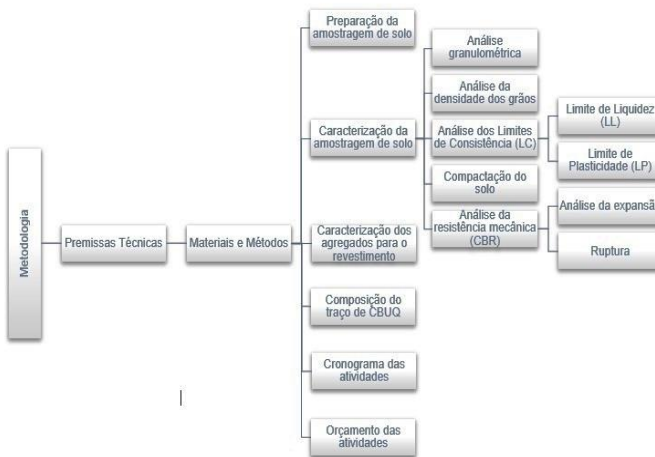 Metodologia
Premissas Técnicas
Materiais e Métodos
Preparação da
amostragem de solo
Caracterização da
amostragem de solo
Análise
granulométrica
Análise da
densidade dos grãos
Análise dos Limites
de Consistência (LC)
Limite de Liquidez
(LL)
Limite de
Plasticidade (LP)
Compactação do
solo
Análise da
resistência mecânica
(CBR)
Análise da expansã
Ruptura
Caracterização dos
agregados para o
revestimento
Composição do
traço de CBUQ
Cronograma das
atividades
Orçamento das
atividades